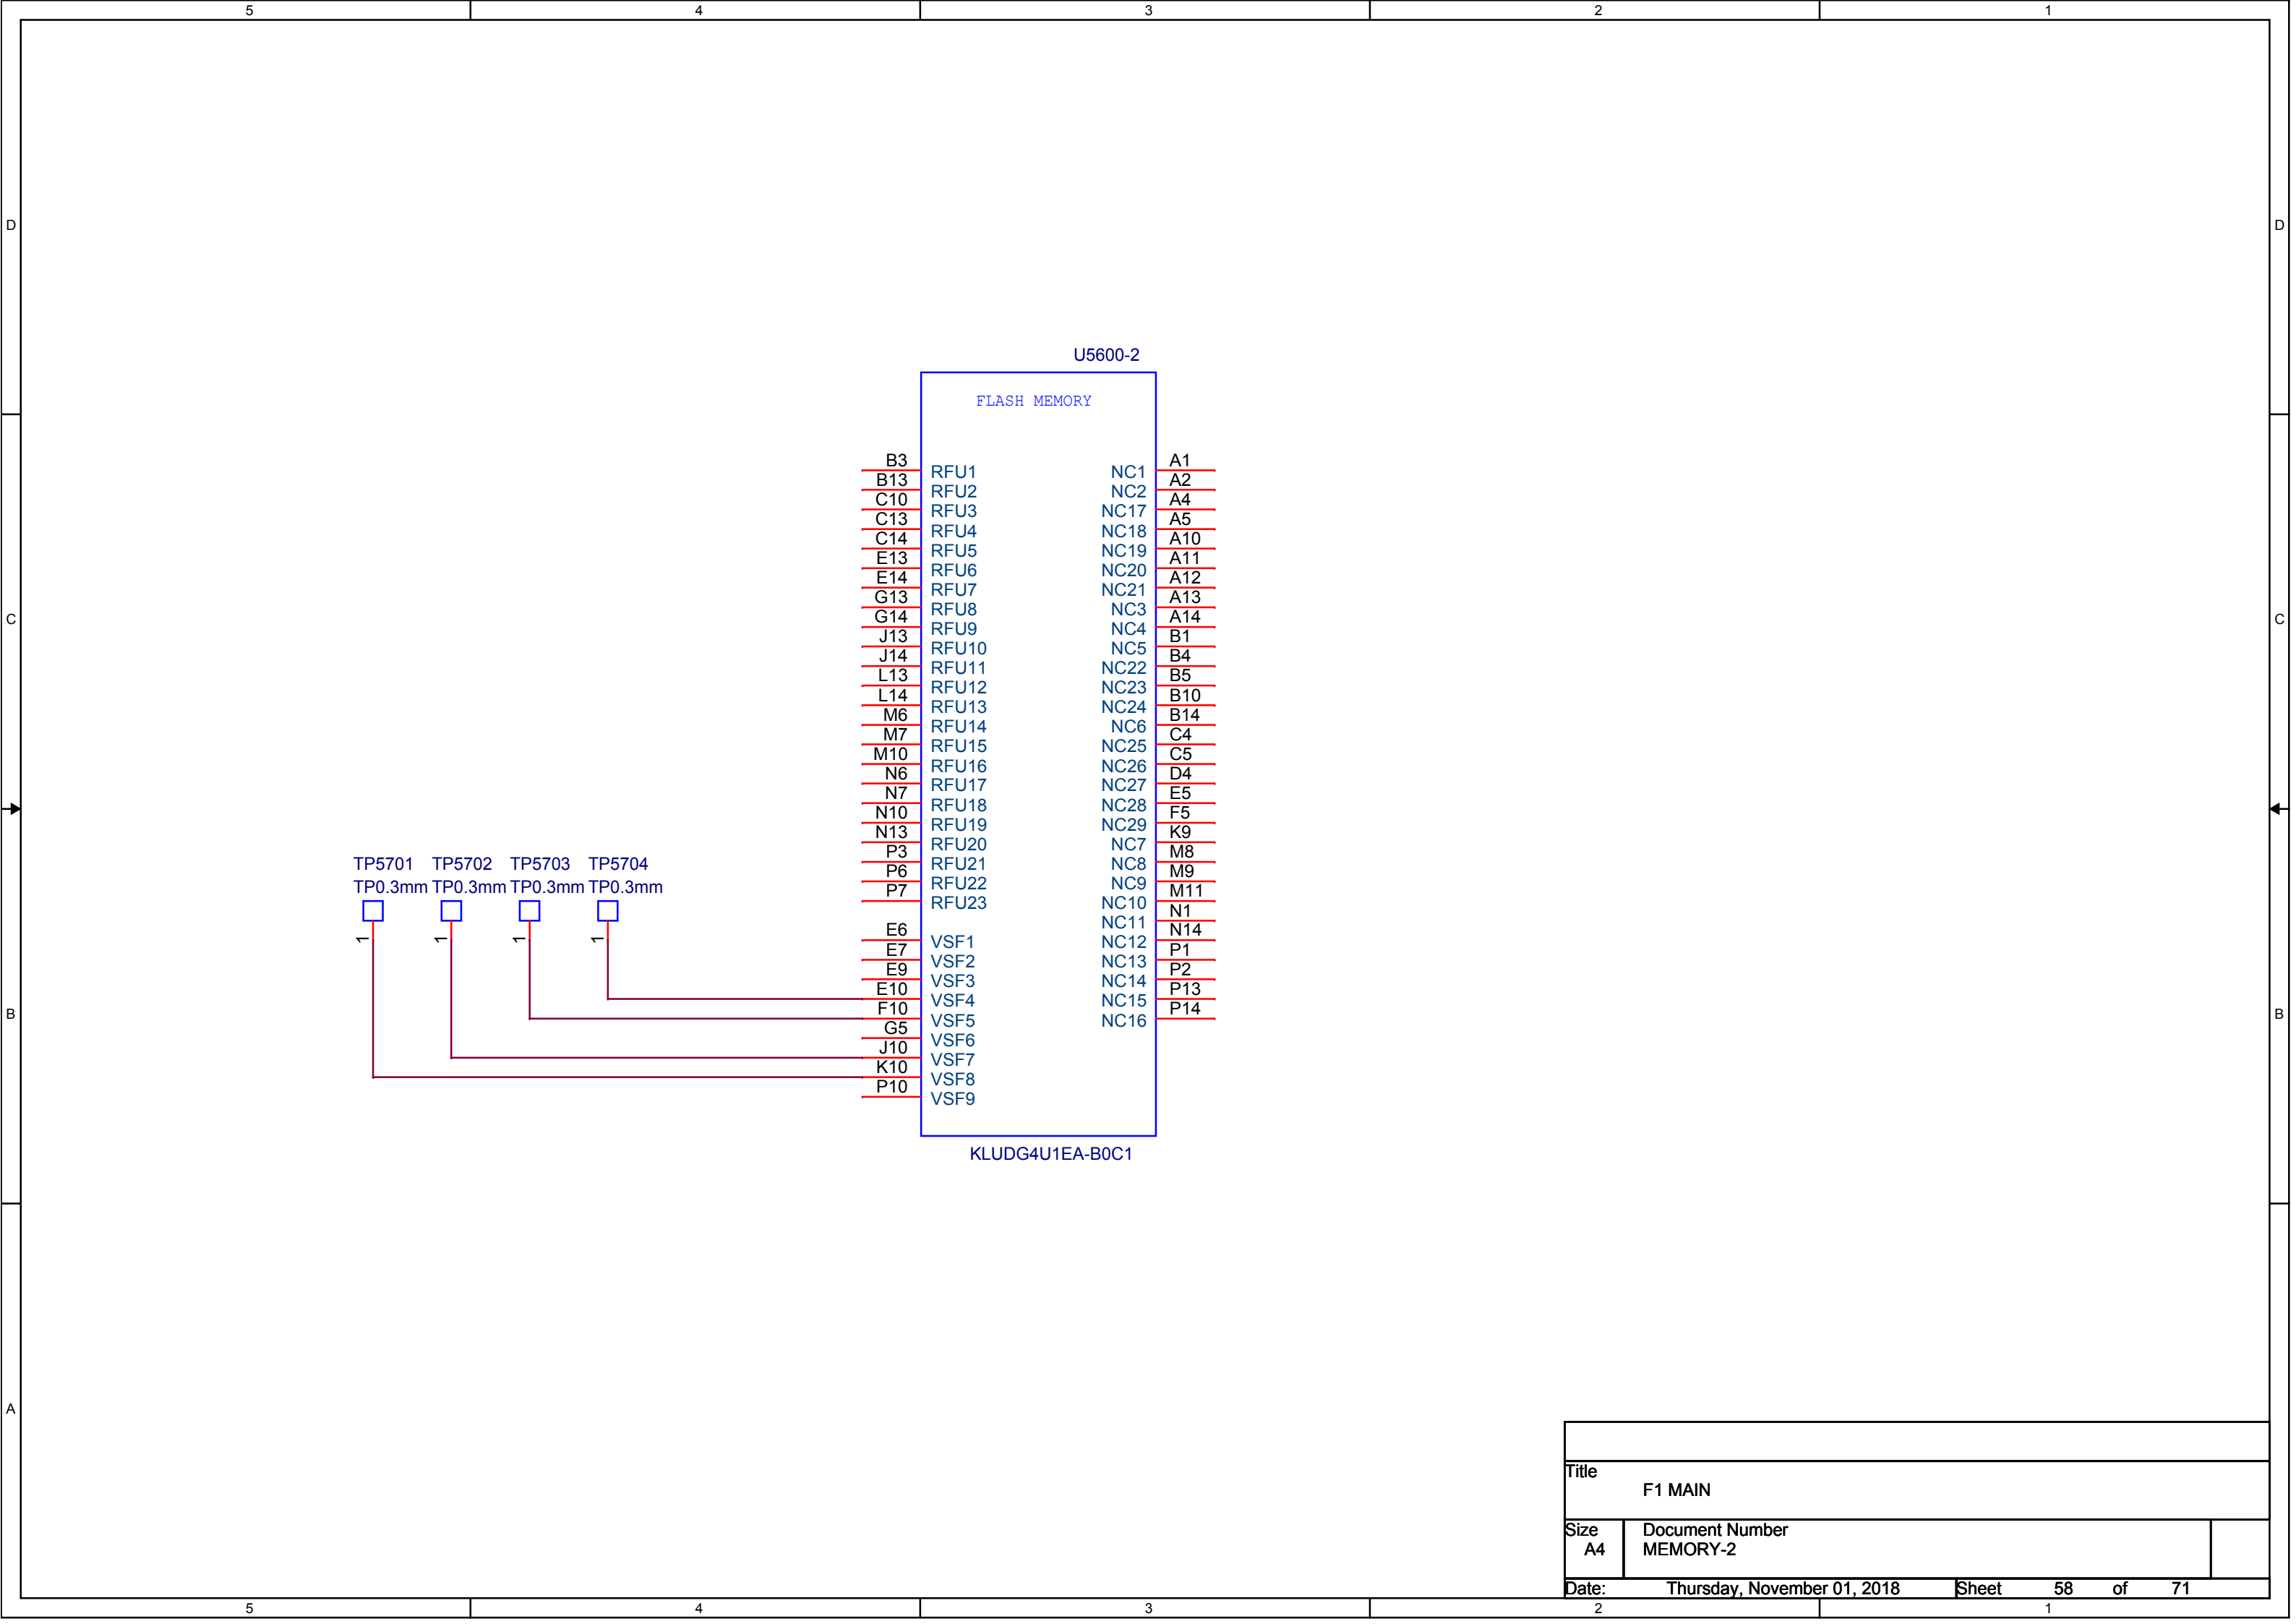 5 4 3 2 1
D D
U5600-2
FLASH MEMORY
B3 RFU1 NC1 A1
B13 RFU2 NC2 A2
C10 RFU3 NC17 A4
C13 RFU4 NC18 A5
C14 RFU5 NC19 A10
E13 RFU6 NC20 A11
E14 RFU7 NC21 A12
G13 RFU8 NC3 A13
C C
G14 RFU9 NC4 A14
J13 RFU10 NC5 B1
J14 RFU11 NC22 B4
L13 RFU12 NC23 B5
L14 RFU13 NC24 B10
M6 RFU14 NC6 B14
M7 RFU15 NC25 C4
M10 RFU16 NC26 C5
N6 RFU17 NC27 D4
N7 RFU18 NC28 E5
N10 RFU19 NC29 F5
N13 RFU20 NC7 K9
P3 RFU21 NC8 M8
P6 RFU22 NC9 M9
P7 RFU23 NC10 M11
NC11 N1
TP5701 TP5702 TP5703 TP5704
TP0.3mm TP0.3mm TP0.3mm TP0.3mm
1 1 1 1
E6 VSF1 NC12 N14
E7 VSF2 NC13 P1
E9 VSF3 NC14 P2
E10 VSF4 NC15 P13
F10 VSF5 NC16 P14
B B
G5 VSF6
J10 VSF7
K10 VSF8
P10 VSF9
KLUDG4U1EA-B0C1
A
Title
F1 MAIN
Size Document Number
A4 MEMORY-2
Date: Thursday, November 01, 2018 Sheet 58 of 71
5 4 3 2 1